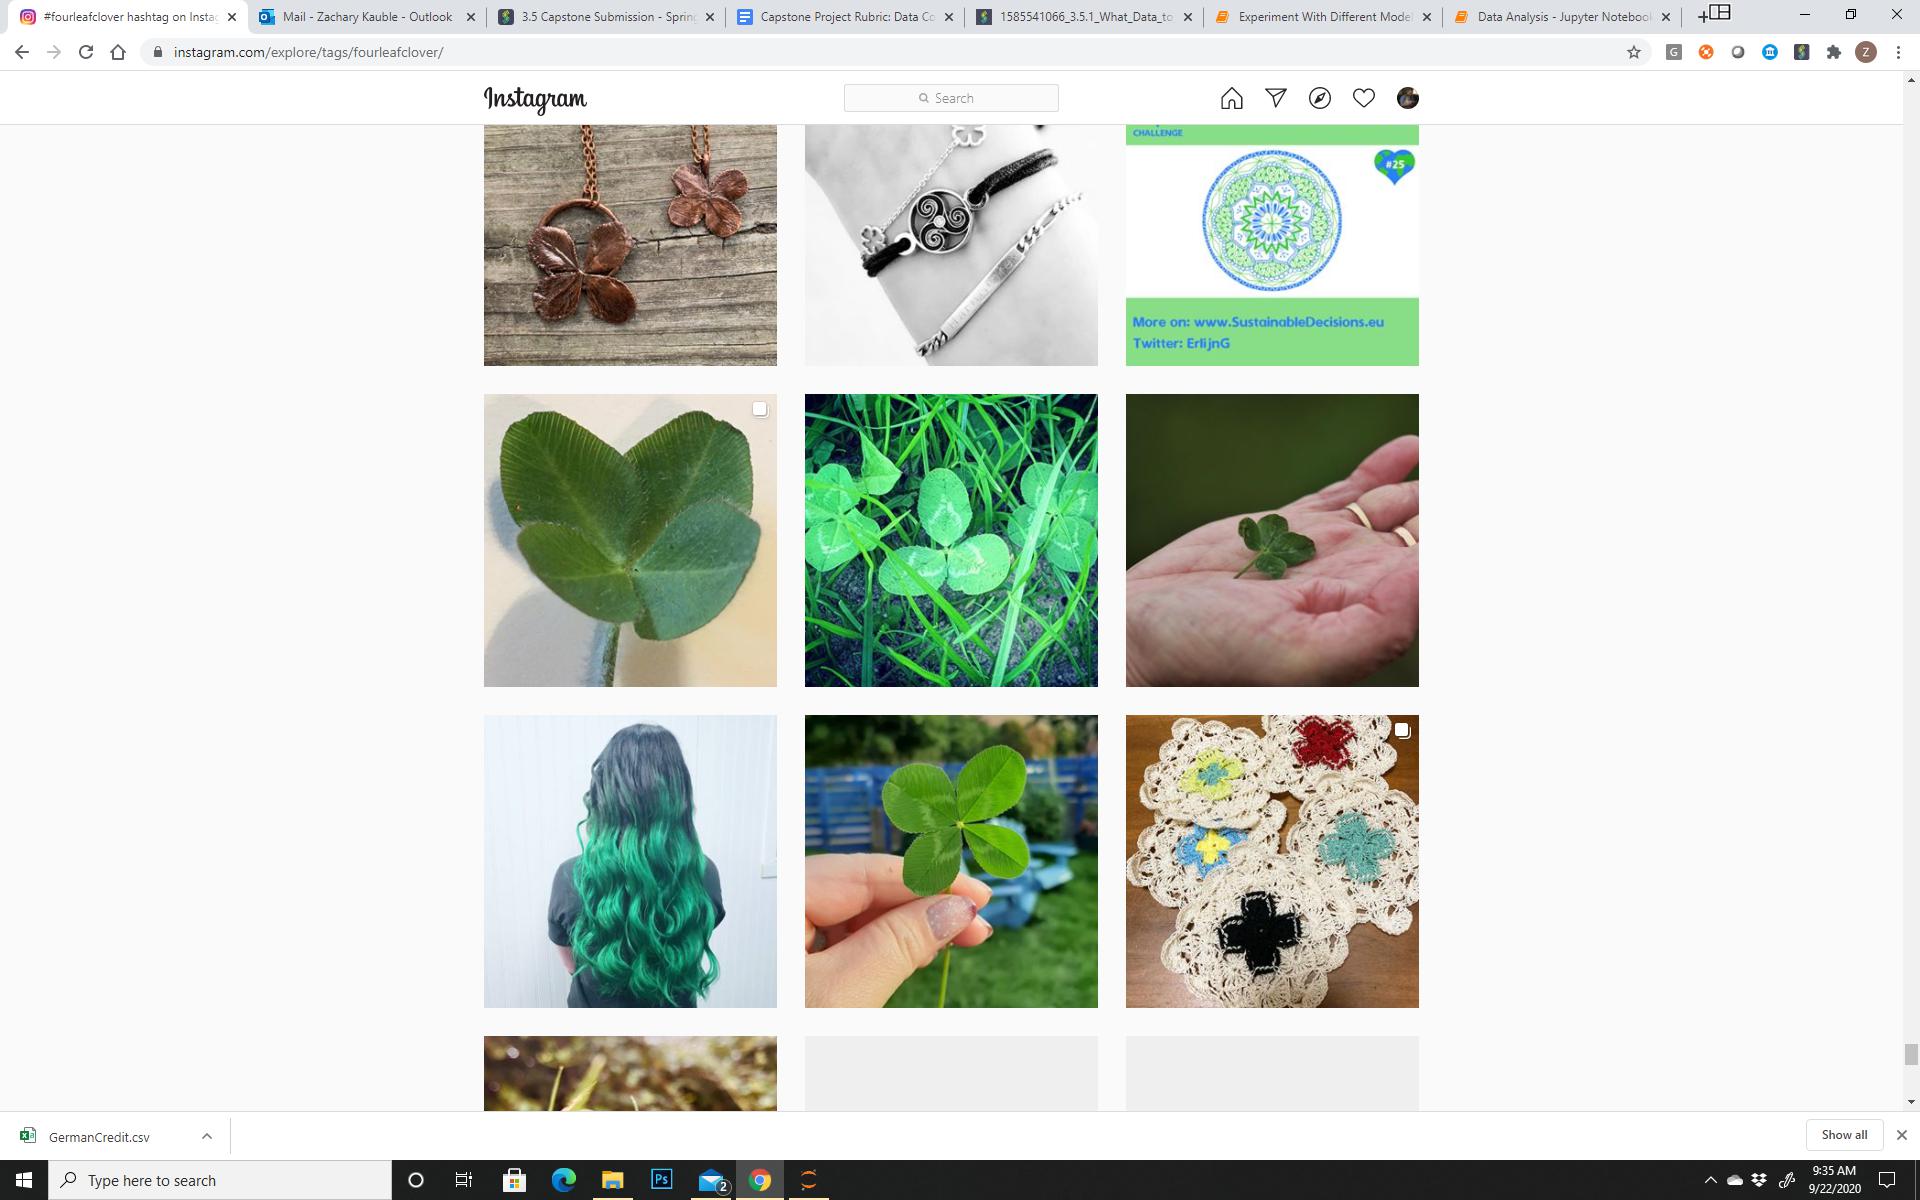 #fourleafclover hashtag on Insta
Mail - Zachary Kauble - Outlook
3.5 Capstone Submission - Spring
Capstone Project Rubric: Data Co
1585541066_3.5.1_What_Data_to
Experiment With Different Mode
Data Analysis - Jupyter Notebook
instagram.com/explore/tags/fourleafclover/
G
Z
Instagram
Search
CHALLENGE
#25
More on: www.SustainableDecisions.eu
Twitter: ErlijnG
GermanCredit.csv
Show all
Type here to search
Ps
2
9:35 AM
9/22/2020